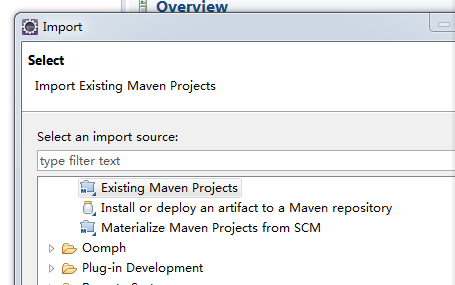 Overview
Import
Select
Import Existing Maven Projects
Select an import source:
type filter text
Existing Maven Projects
Install or deploy an artifact to a Maven repository
Materialize Maven Projects from SCM
Oomph
Plug-in Development